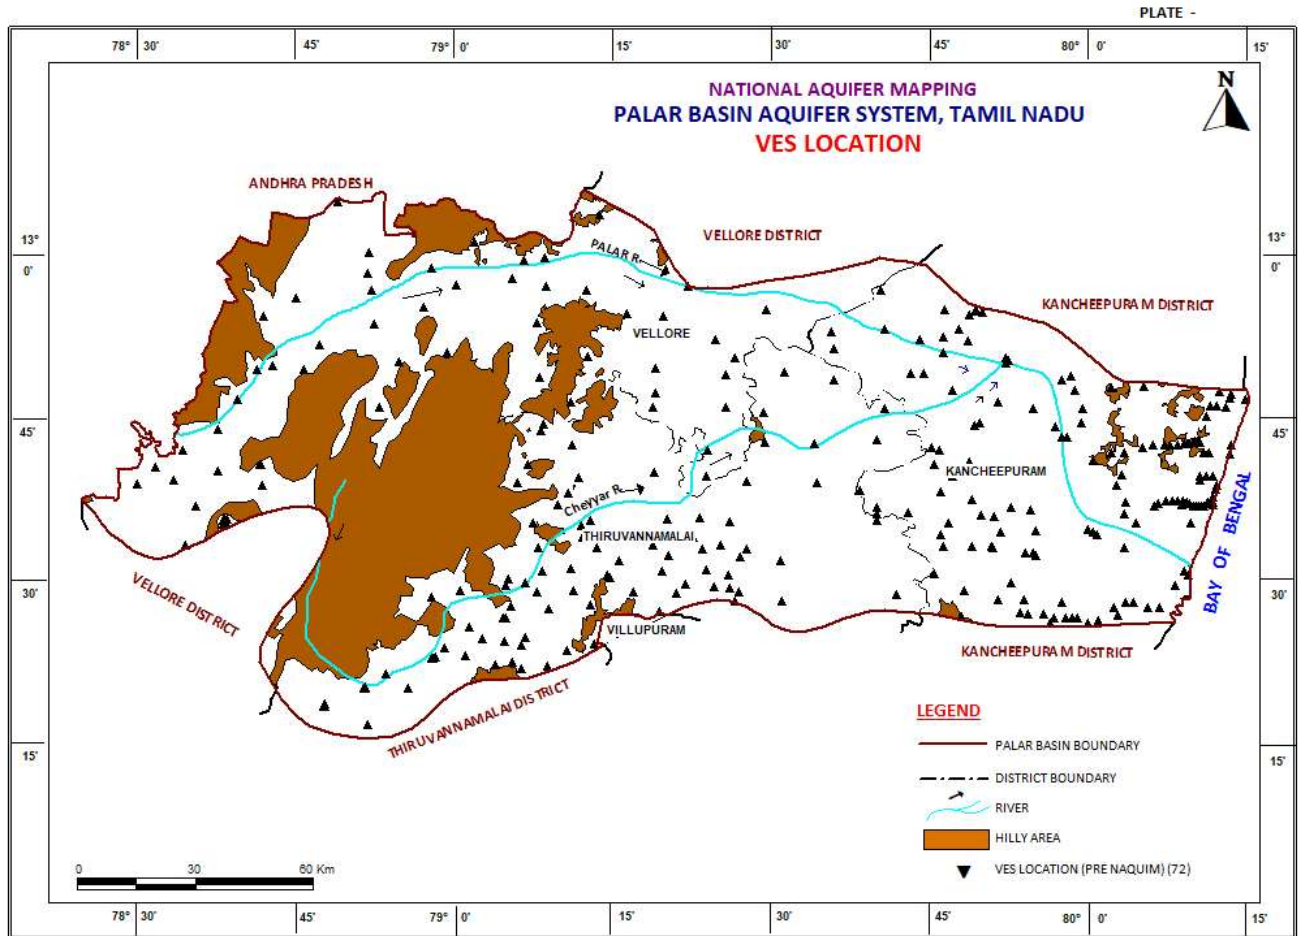 PLATE -
78° 30' 45' 79° 0' 15' 30' 45' 80° 0' 15'
N
NATIONAL AQUIFER MAPPING
PALAR BASIN AQUIFER SYSTEM, TAMIL NADU
VES LOCATION
ANDHRA PRADESH
VELLORE DISTRICT
PALAR R.
13° 0'
13° 0'
KANCHEEPURAM DISTRICT
VELLORE
45'
45'
KANCHEEPURAM
Cheyyar R.
THIRUVANNAMALAI
BAY OF BENGAL
30'
30'
VELLORE DISTRICT
VILLUPURAM
KANCHEEPURAM DISTRICT
THIRUVANNAMALAI DISTRICT
LEGEND
PALAR BASIN BOUNDARY
DISTRICT BOUNDARY
RIVER
HILLY AREA
VES LOCATION (PRE NAQUIM) (72)
15'
15'
0 30 60 Km
78° 30' 45' 79° 0' 15' 30' 45' 80° 0' 15'